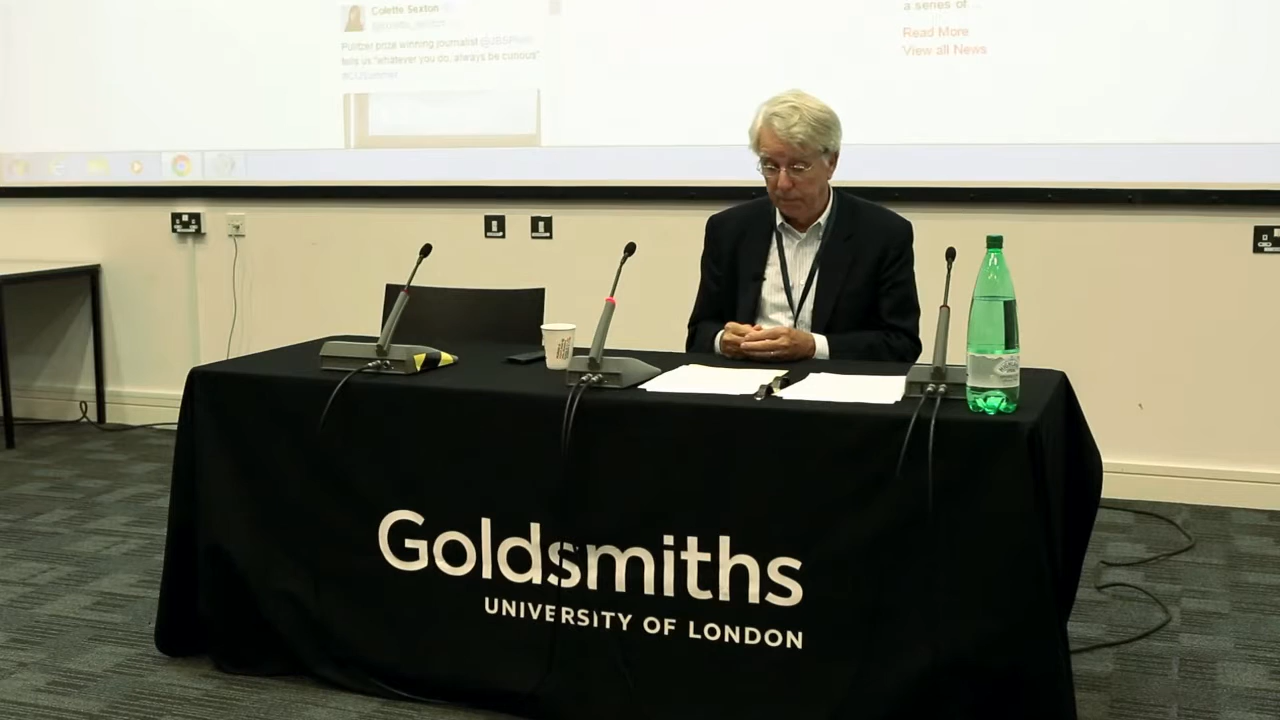 Colette Sexton
Pulitzer prize winning journalist
tells us "whatever you do, always be curious"
a series of...
Read More
View all News
Goldsmiths
UNIVERSITY OF LONDON